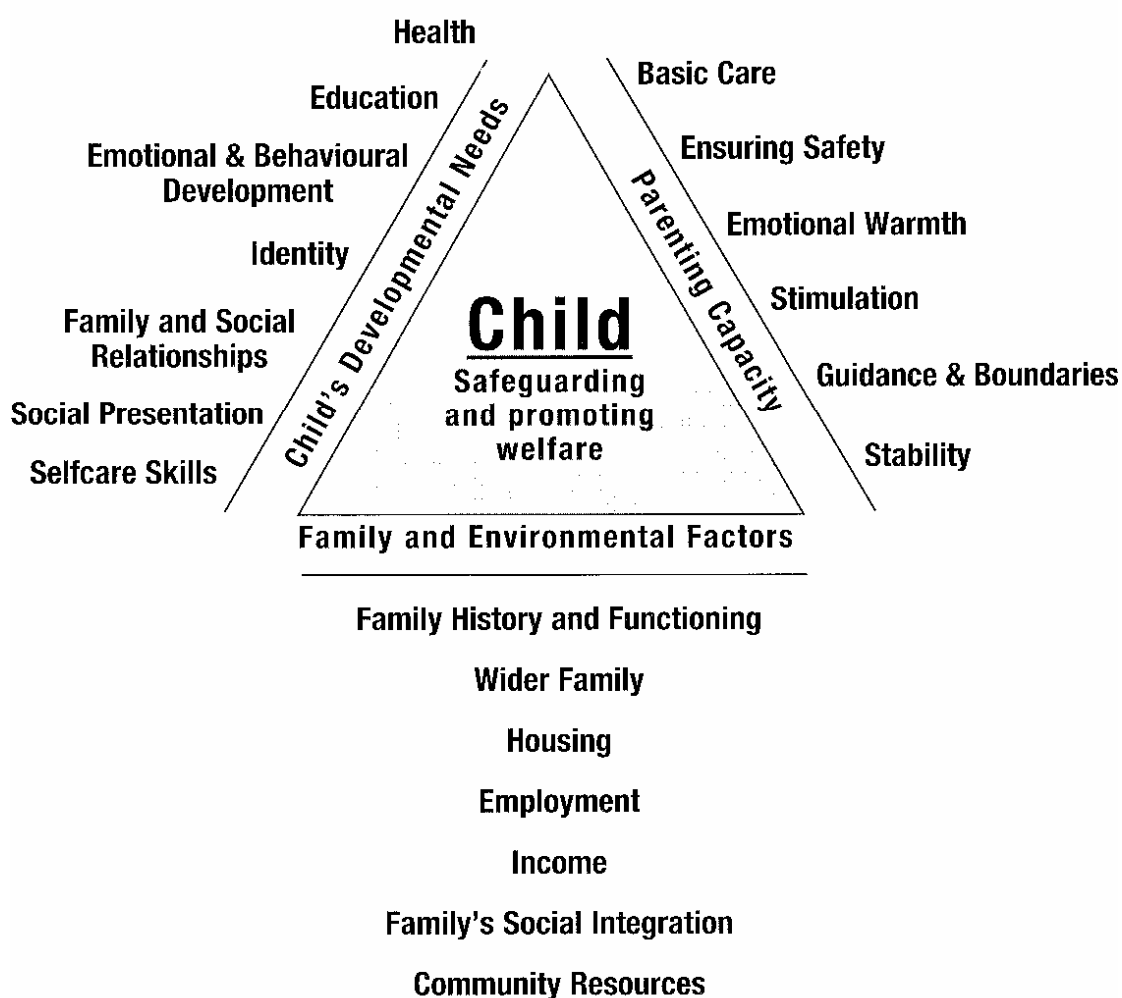 Health
Education
Emotional & Behavioural
Development
Identity
Family and Social
Relationships
Social Presentation
Selfcare Skills
Child's Developmental Needs
Child
Safeguarding
and promoting
welfare
Parenting Capacity
Basic Care
Ensuring Safety
Emotional Warmth
Stimulation
Guidance & Boundaries
Stability
Family and Environmental Factors
Family History and Functioning
Wider Family
Housing
Employment
Income
Family's Social Integration
Community Resources